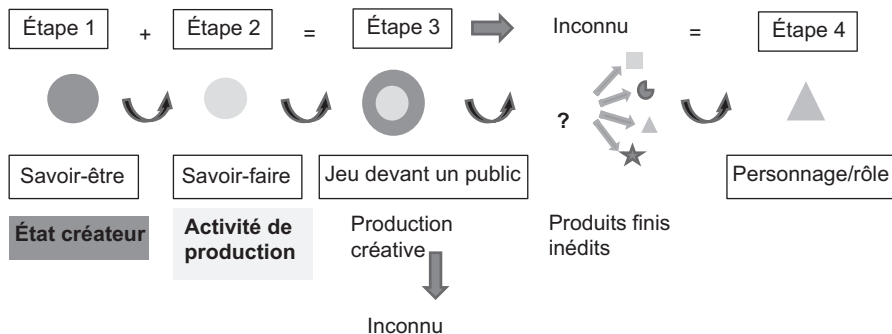 Étape 1 + Étape 2 = Étape 3 Inconnu = Étape 4
?
Savoir-être Savoir-faire Jeu devant un public Personnage/rôle
État créateur
Activité de
production
Production
créative
Produits finis
inédits
Inconnu